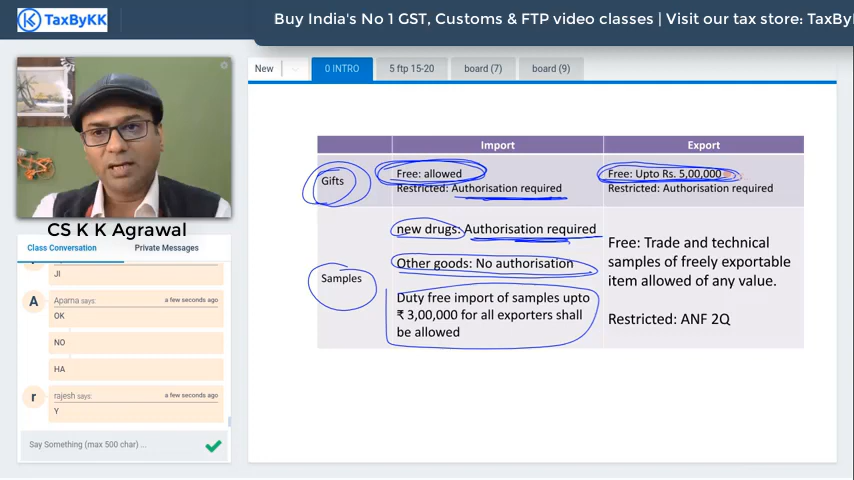 TaxByKK
Buy India's No 1 GST, Customs & FTP video classes | Visit our tax store: TaxBy
New
0 INTRO
5 ftp 15-20
board (7)
board (9)
CS K K Agrawal
Class Conversation
Private Messages
JI
A
Aparna says:
a few seconds ago
OK
NO
HA
r
rajesh says:
a few seconds ago
Y
Say Something (max 500 char) ...
Import
Export
Gifts
Free: allowed
Restricted: Authorisation required
Free: Upto Rs. 5,00,000
Restricted: Authorisation required
Samples
new drugs: Authorisation required
Other goods: No authorisation
Duty free import of samples upto
₹ 3,00,000 for all exporters shall
be allowed
Free: Trade and technical
samples of freely exportable
item allowed of any value.
Restricted: ANF 2Q